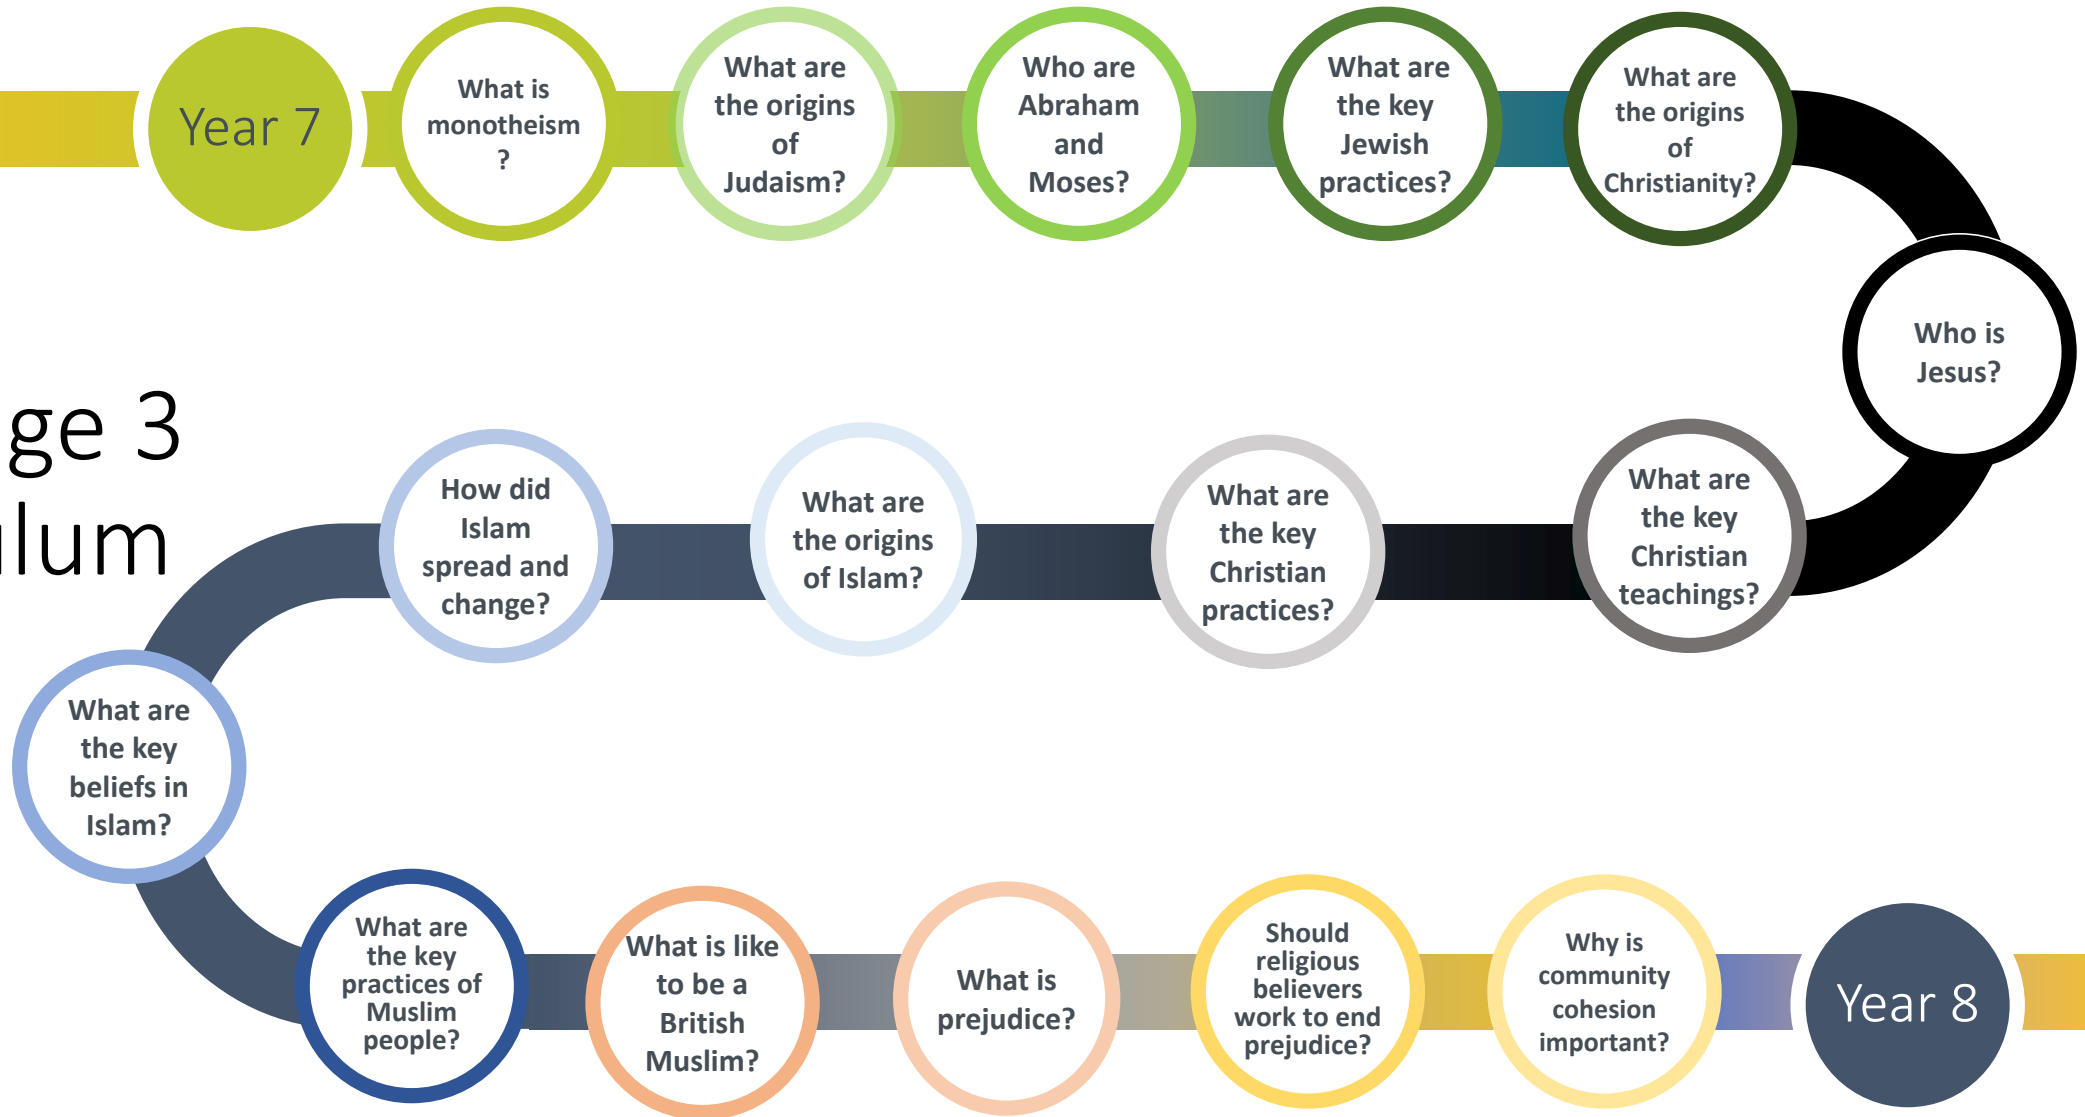 Year 7
What is
monotheism
?
What are
the origins
of
Judaism?
Who are
Abraham
and
Moses?
What are
the key
Jewish
practices?
What are
the origins
of
Christianity?
Who is
Jesus?
What are
the key
Christian
teachings?
What are
the key
Christian
practices?
What are
the origins
of Islam?
How did
Islam
spread and
change?
ge 3
ulum
What are
the key
beliefs in
Islam?
What are
the key
practices of
Muslim
people?
What is like
to be a
British
Muslim?
What is
prejudice?
Should
religious
believers
work to end
prejudice?
Why is
community
cohesion
important?
Year 8